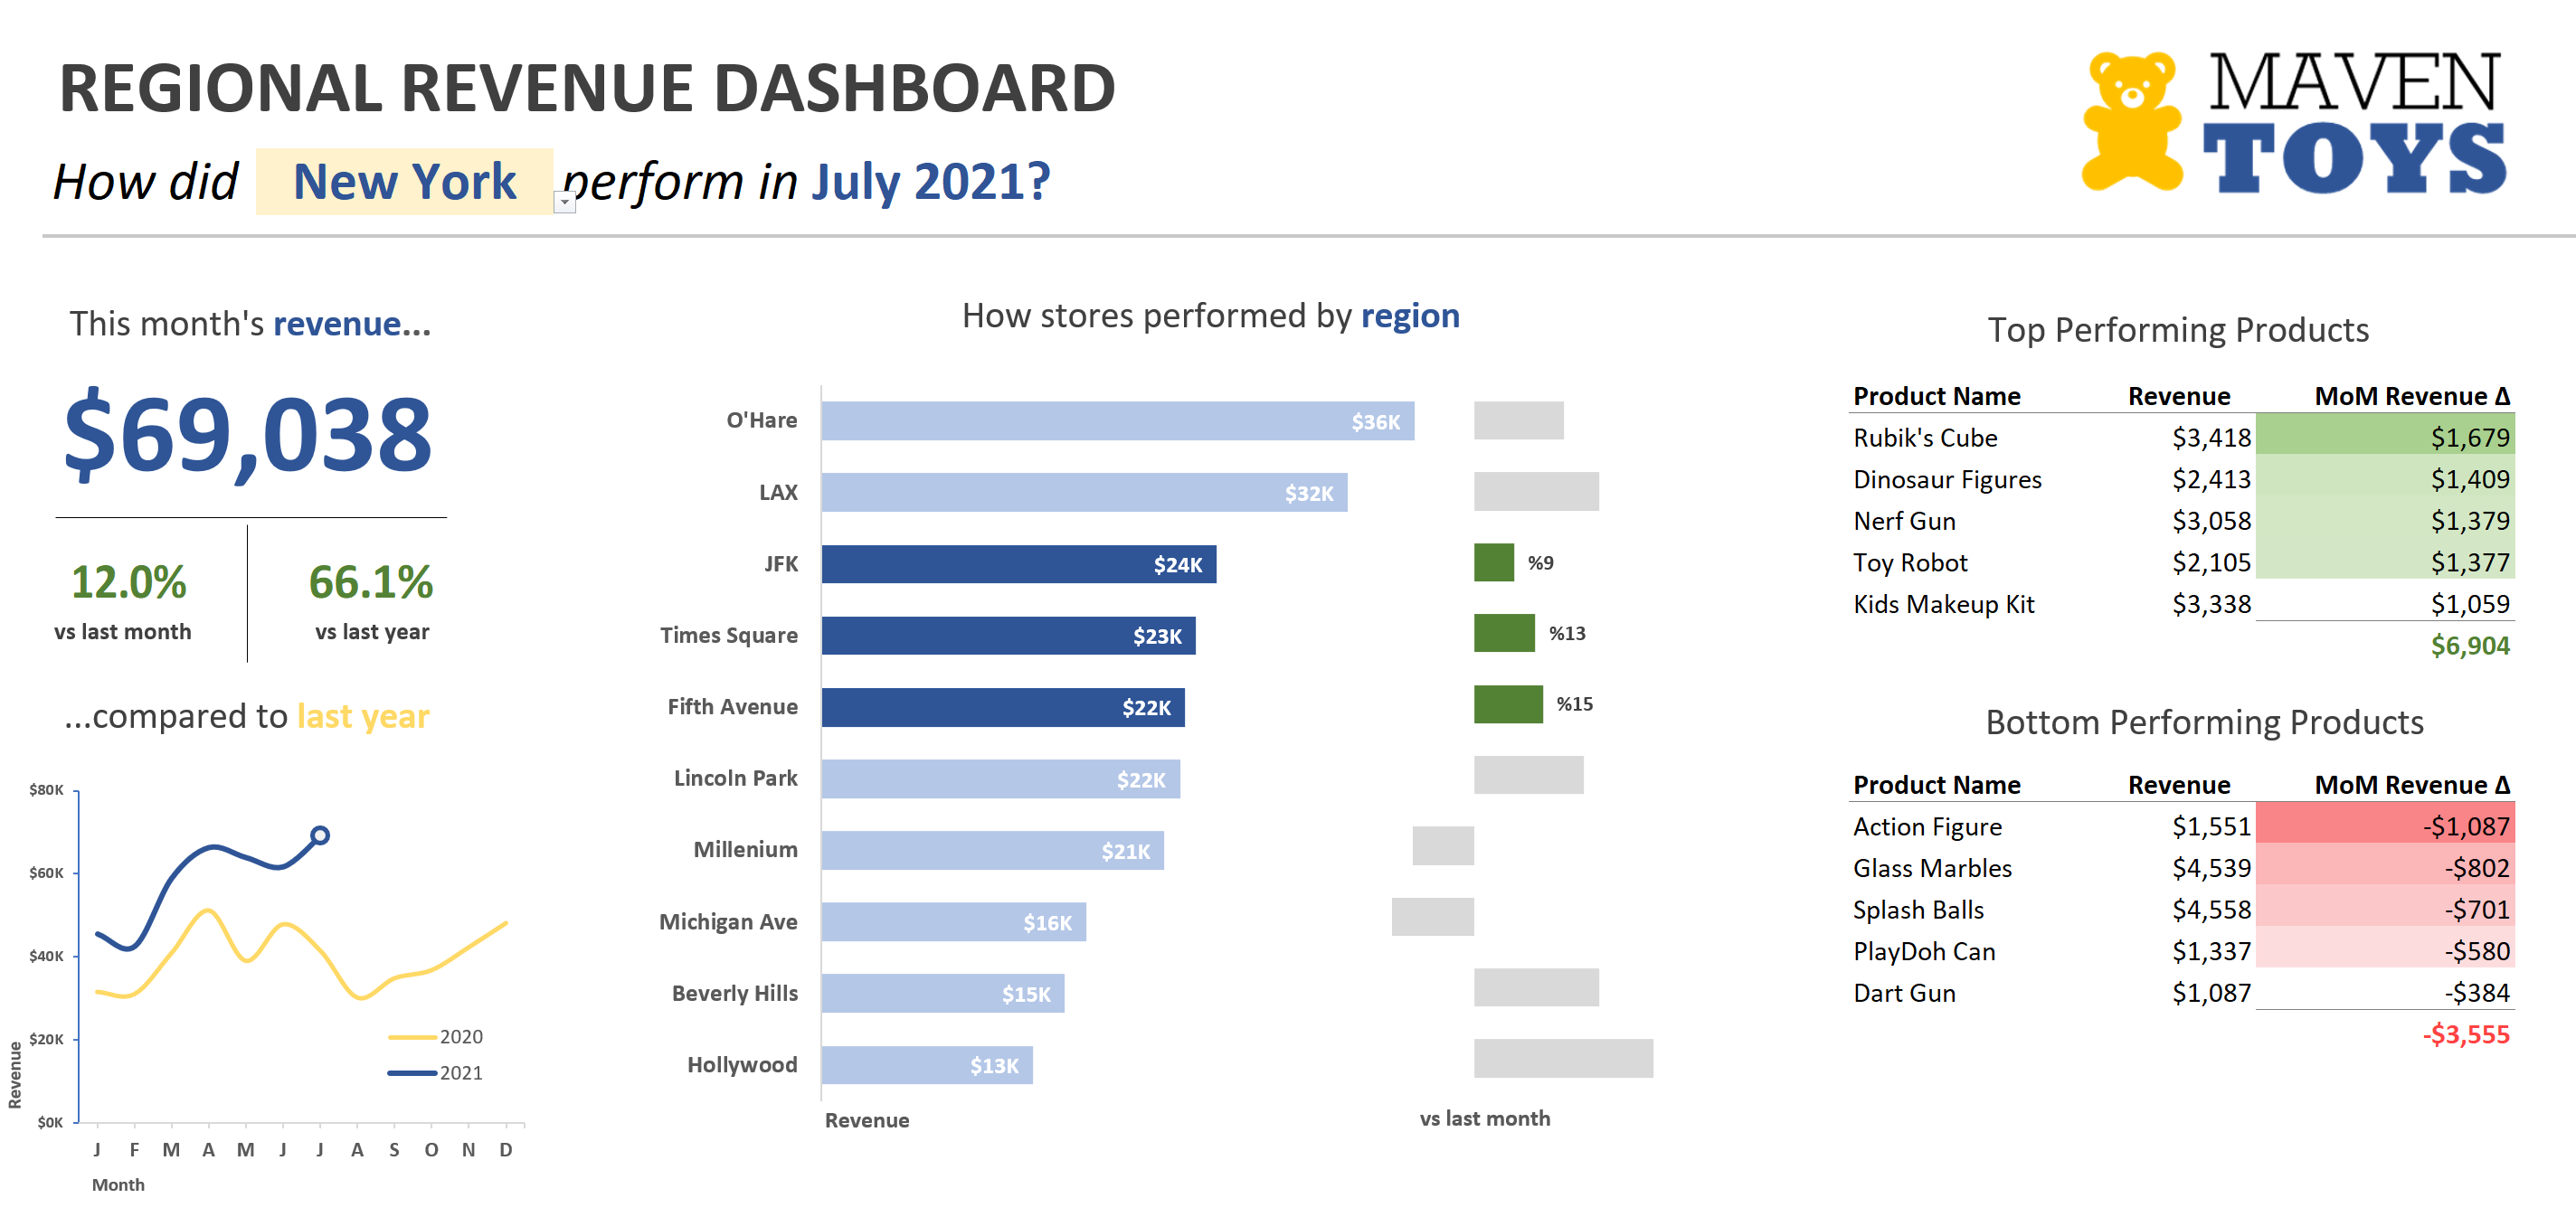 REGIONAL REVENUE DASHBOARD
How did New York perform in July 2021?
MAVEN
TOYS
This month's revenue...
$69,038
12.0%
vs last month
66.1%
vs last year
...compared to last year
$80K
$60K
$40K
$20K
$0K
Revenue
2020
2021
J F M A M J J A S O N D
Month
How stores performed by region
O'Hare $36K
LAX $32K
JFK $24K %9
Times Square $23K %13
Fifth Avenue $22K %15
Lincoln Park $22K
Millenium $21K
Michigan Ave $16K
Beverly Hills $15K
Hollywood $13K
Revenue
vs last month
Top Performing Products
Product Name Revenue MoM Revenue Δ
Rubik's Cube $3,418 $1,679
Dinosaur Figures $2,413 $1,409
Nerf Gun $3,058 $1,379
Toy Robot $2,105 $1,377
Kids Makeup Kit $3,338 $1,059
$6,904
Bottom Performing Products
Product Name Revenue MoM Revenue Δ
Action Figure $1,551 -$1,087
Glass Marbles $4,539 -$802
Splash Balls $4,558 -$701
PlayDoh Can $1,337 -$580
Dart Gun $1,087 -$384
-$3,555